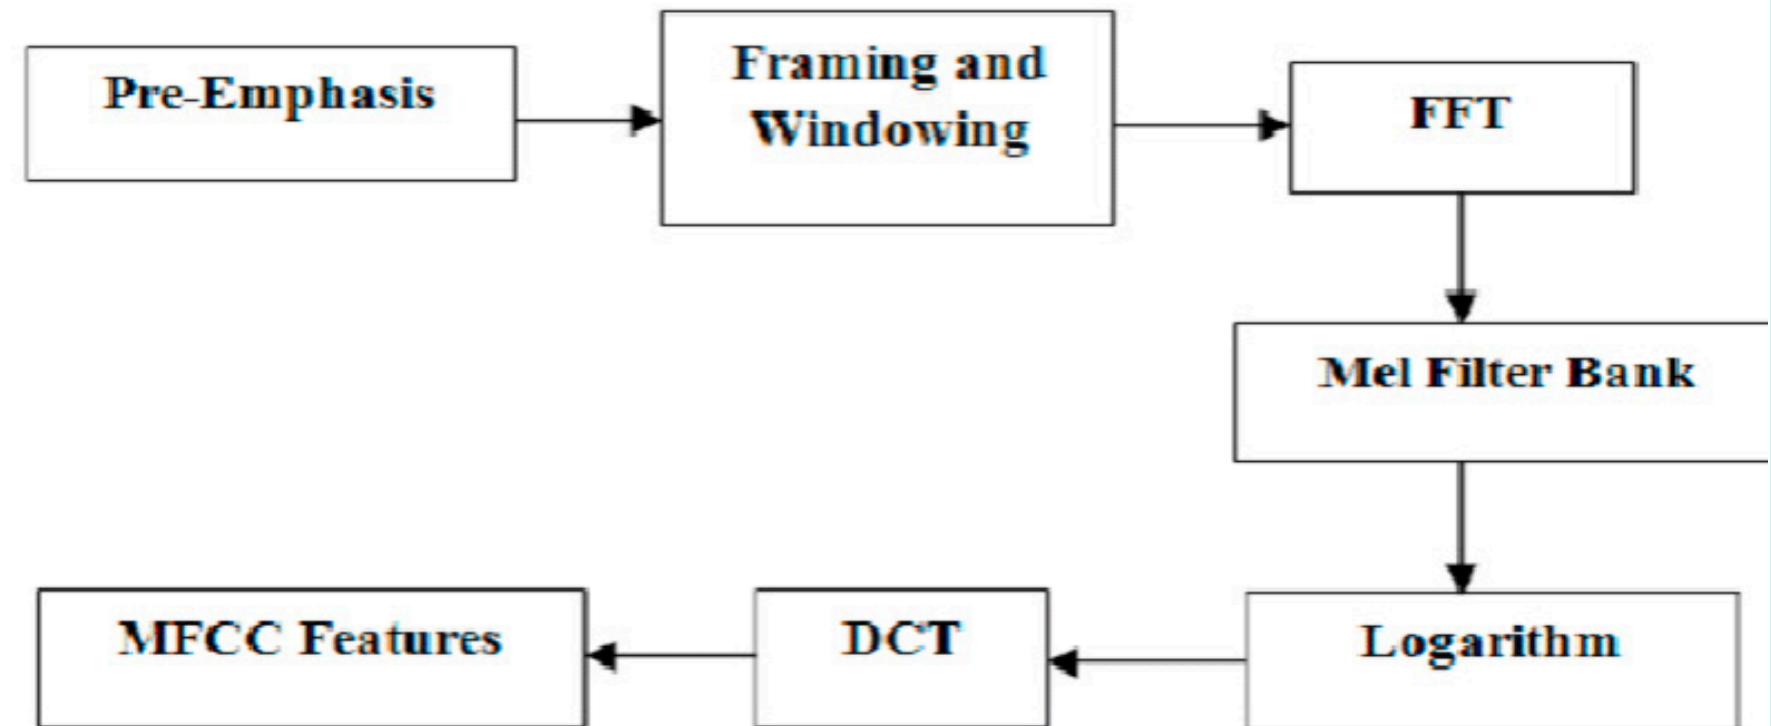 Pre-Emphasis
Framing and
Windowing
FFT
Mel Filter Bank
Logarithm
DCT
MFCC Features